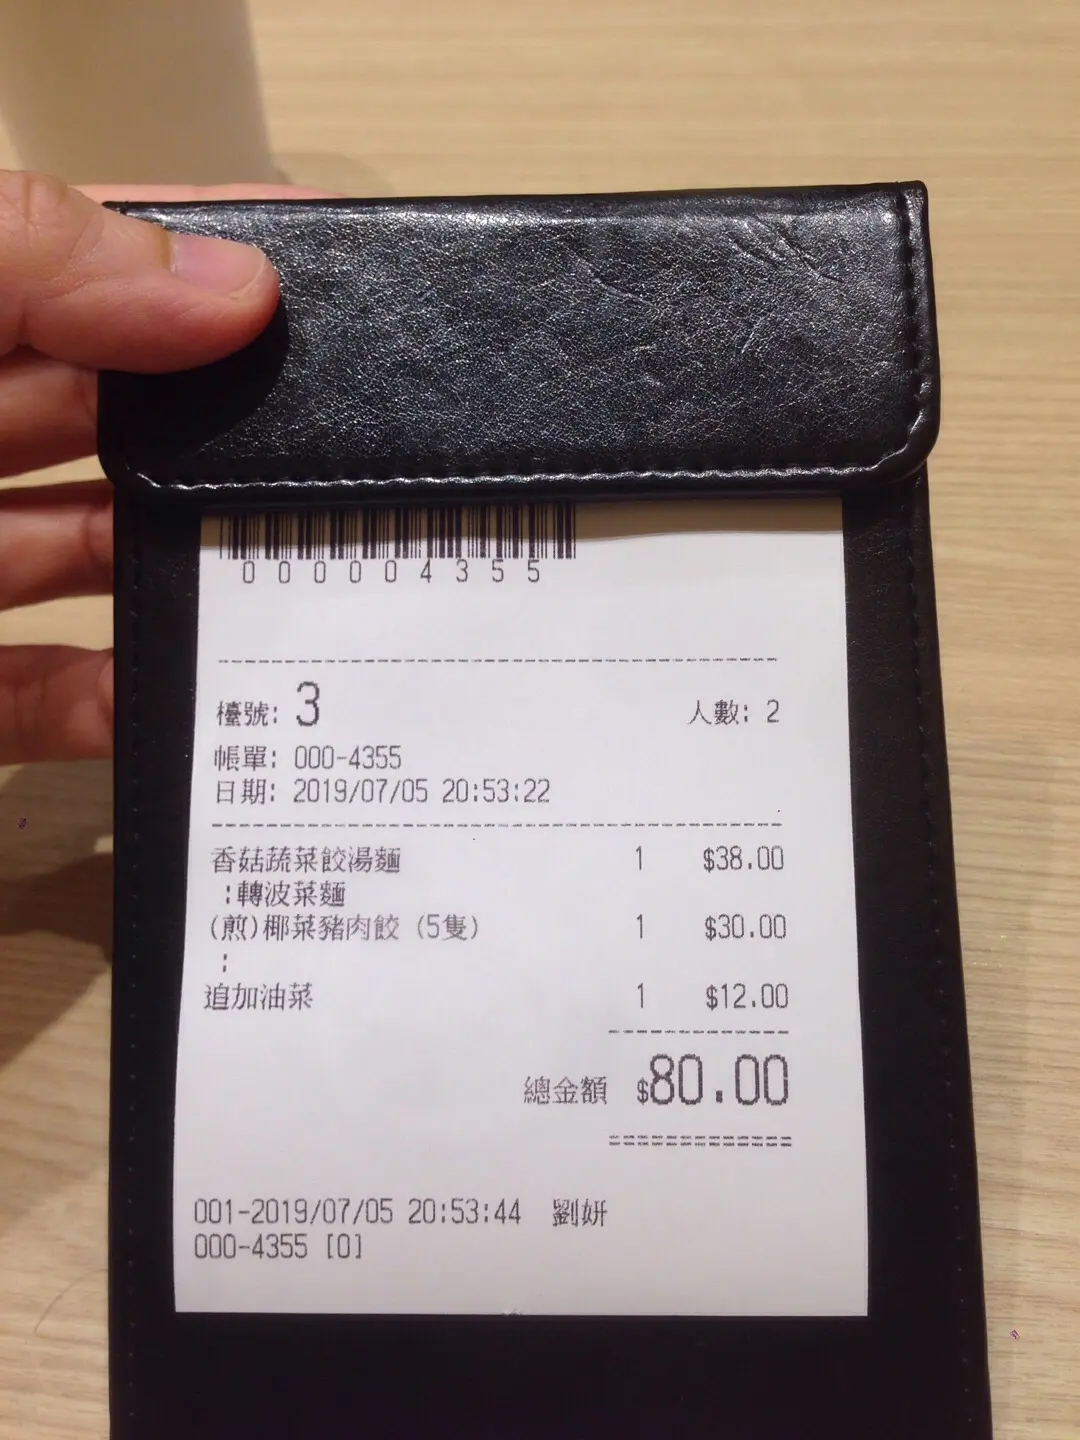 000004355
檯號: 3 人數: 2
帳單: 000-4355
日期: 2019/07/05 20:53:22
香菇蔬菜餃湯麵 1 $38.00
:轉波菜麵
(煎)椰菜豬肉餃 (5隻) 1 $30.00
:
追加油菜 1 $12.00
總金額 $80.00
001-2019/07/05 20:53:44 劉妍
000-4355 [0]